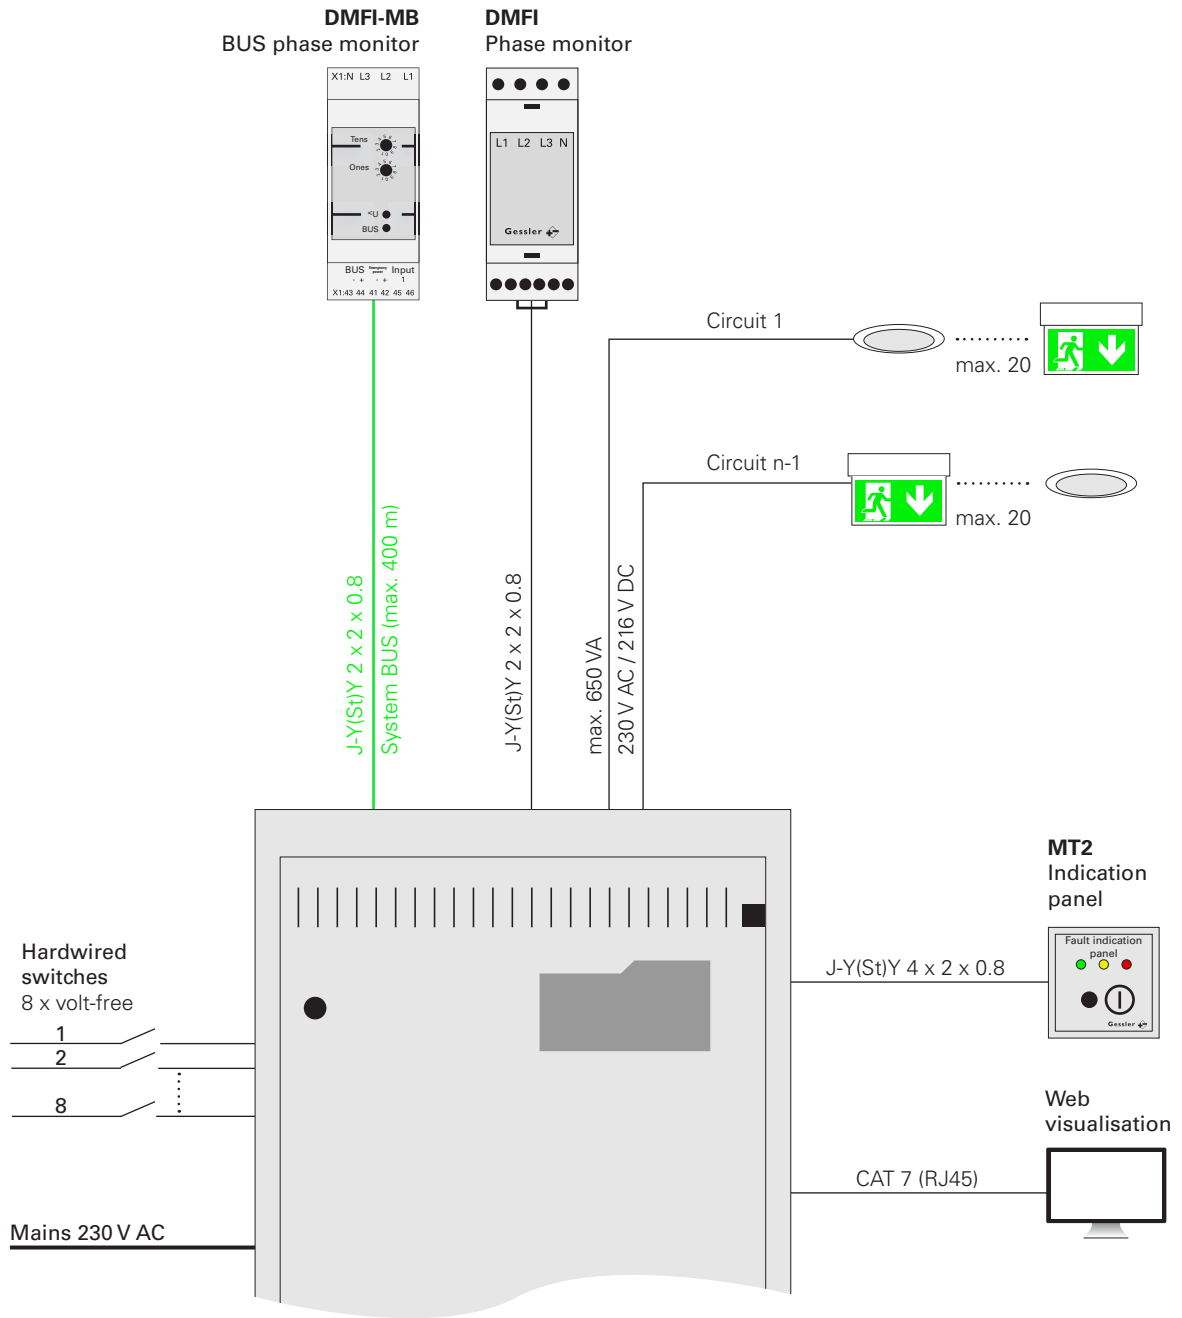 DMFI-MB
BUS phase monitor
DMFI
Phase monitor
X1:N L3 L2 L1
Tens
Ones
<U
BUS
BUS Emergency power Input
- + - + 1
X1:43 44 41 42 45 46
L1 L2 L3 N
Gessler
Circuit 1
max. 20
Circuit n-1
max. 20
J-Y(St)Y 2 x 2 x 0.8
System BUS (max. 400 m)
J-Y(St)Y 2 x 2 x 0.8
max. 650 VA
230 V AC / 216 V DC
MT2
Indication
panel
Fault indication
panel
Gessler
J-Y(St)Y 4 x 2 x 0.8
Hardwired
switches
8 x volt-free
1
2
8
Web
visualisation
CAT 7 (RJ45)
Mains 230 V AC